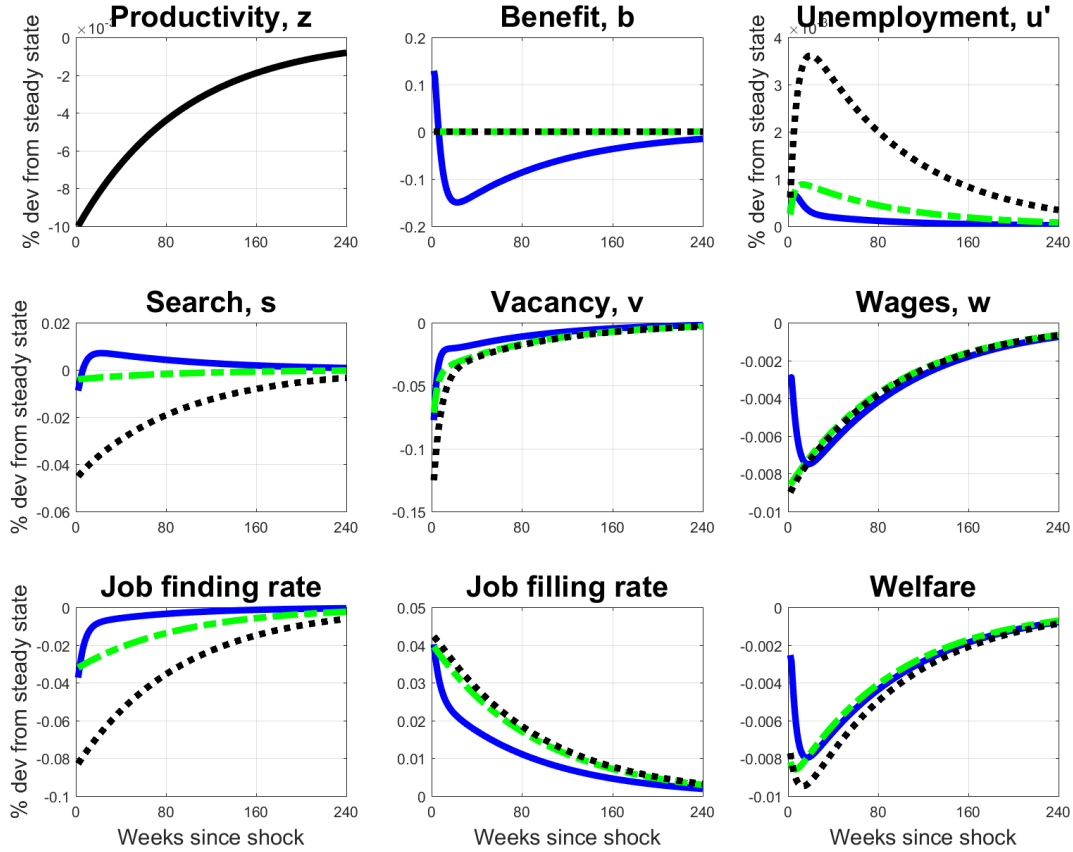 Productivity, z
Benefit, b
Unemployment, u'
% dev from steady state
0
-2
-4
-6
-8
-10
0 80 160 240
0.2
0.1
0
-0.1
-0.2
0 80 160 240
% dev from steady state
4
3
2
1
0
0 80 160 240
Search, s
Vacancy, v
Wages, w
% dev from steady state
0.02
0
-0.02
-0.04
-0.06
0 80 160 240
0
-0.05
-0.1
-0.15
0 80 160 240
0
-0.002
-0.004
-0.006
-0.008
-0.01
0 80 160 240
Job finding rate
Job filling rate
Welfare
% dev from steady state
0
-0.02
-0.04
-0.06
-0.08
-0.1
0 80 160 240
Weeks since shock
0.05
0.04
0.03
0.02
0.01
0
0 80 160 240
Weeks since shock
0
-0.002
-0.004
-0.006
-0.008
-0.01
0 80 160 240
Weeks since shock